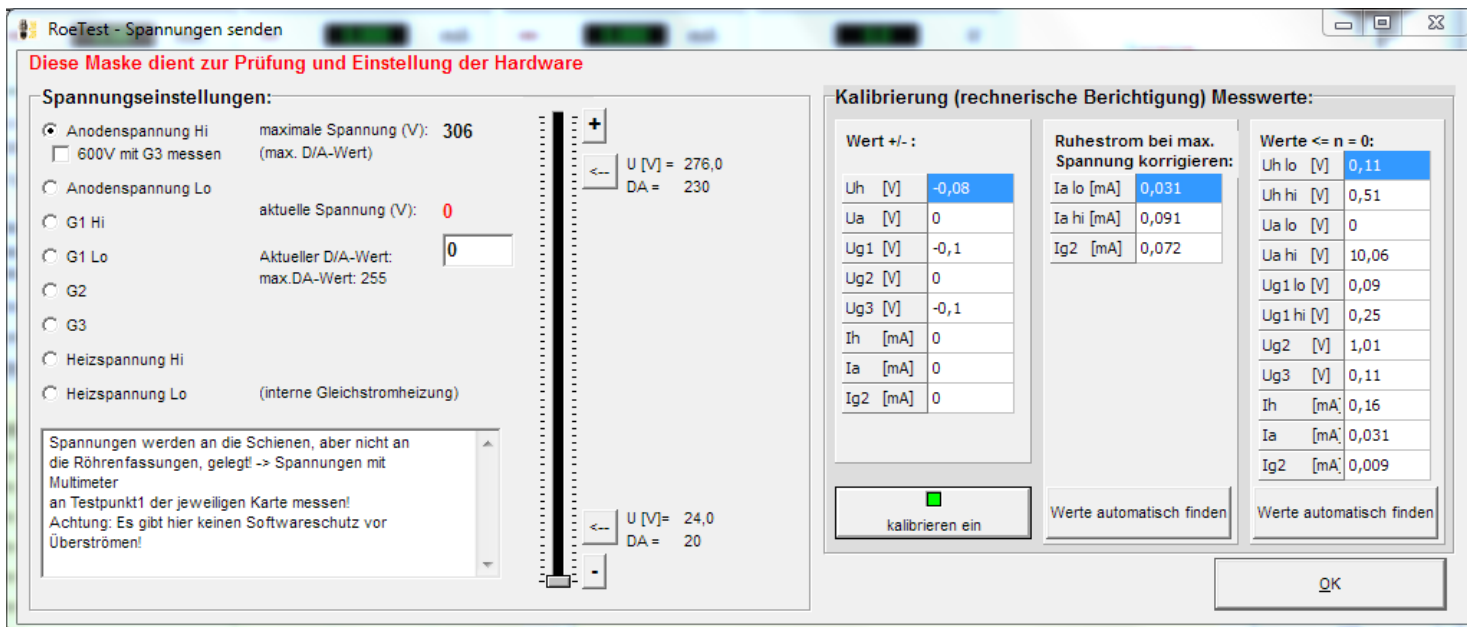 RoeTest - Spannungen senden
Diese Maske dient zur Prüfung und Einstellung der Hardware
Spannungseinstellungen:
Anodenspannung Hi
600V mit G3 messen
Anodenspannung Lo
G1 Hi
G1 Lo
G2
G3
Heizspannung Hi
Heizspannung Lo
maximale Spannung (V): 306
(max. D/A-Wert)
aktuelle Spannung (V): 0
Aktueller D/A-Wert: 0
max.DA-Wert: 255
(interne Gleichstromheizung)
Spannungen werden an die Schienen, aber nicht an
die Röhrenfassungen, gelegt! -> Spannungen mit
Multimeter
an Testpunkt1 der jeweiligen Karte messen!
Achtung: Es gibt hier keinen Softwareschutz vor
Überströmen!
+
<-- U [V] = 276,0
DA = 230
<-- U [V]= 24,0
DA = 20
-
Kalibrierung (rechnerische Berichtigung) Messwerte:
Wert +/- :
Uh [V] -0,08
Ua [V] 0
Ug1 [V] -0,1
Ug2 [V] 0
Ug3 [V] -0,1
Ih [mA] 0
Ia [mA] 0
Ig2 [mA] 0
kalibrieren ein
Ruhestrom bei max.
Spannung korrigieren:
Ia lo [mA] 0,031
Ia hi [mA] 0,091
Ig2 [mA] 0,072
Werte automatisch finden
Werte <= n = 0:
Uh lo [V] 0,11
Uh hi [V] 0,51
Ua lo [V] 0
Ua hi [V] 10,06
Ug1 lo [V] 0,09
Ug1 hi [V] 0,25
Ug2 [V] 1,01
Ug3 [V] 0,11
Ih [mA] 0,16
Ia [mA] 0,031
Ig2 [mA] 0,009
Werte automatisch finden
OK